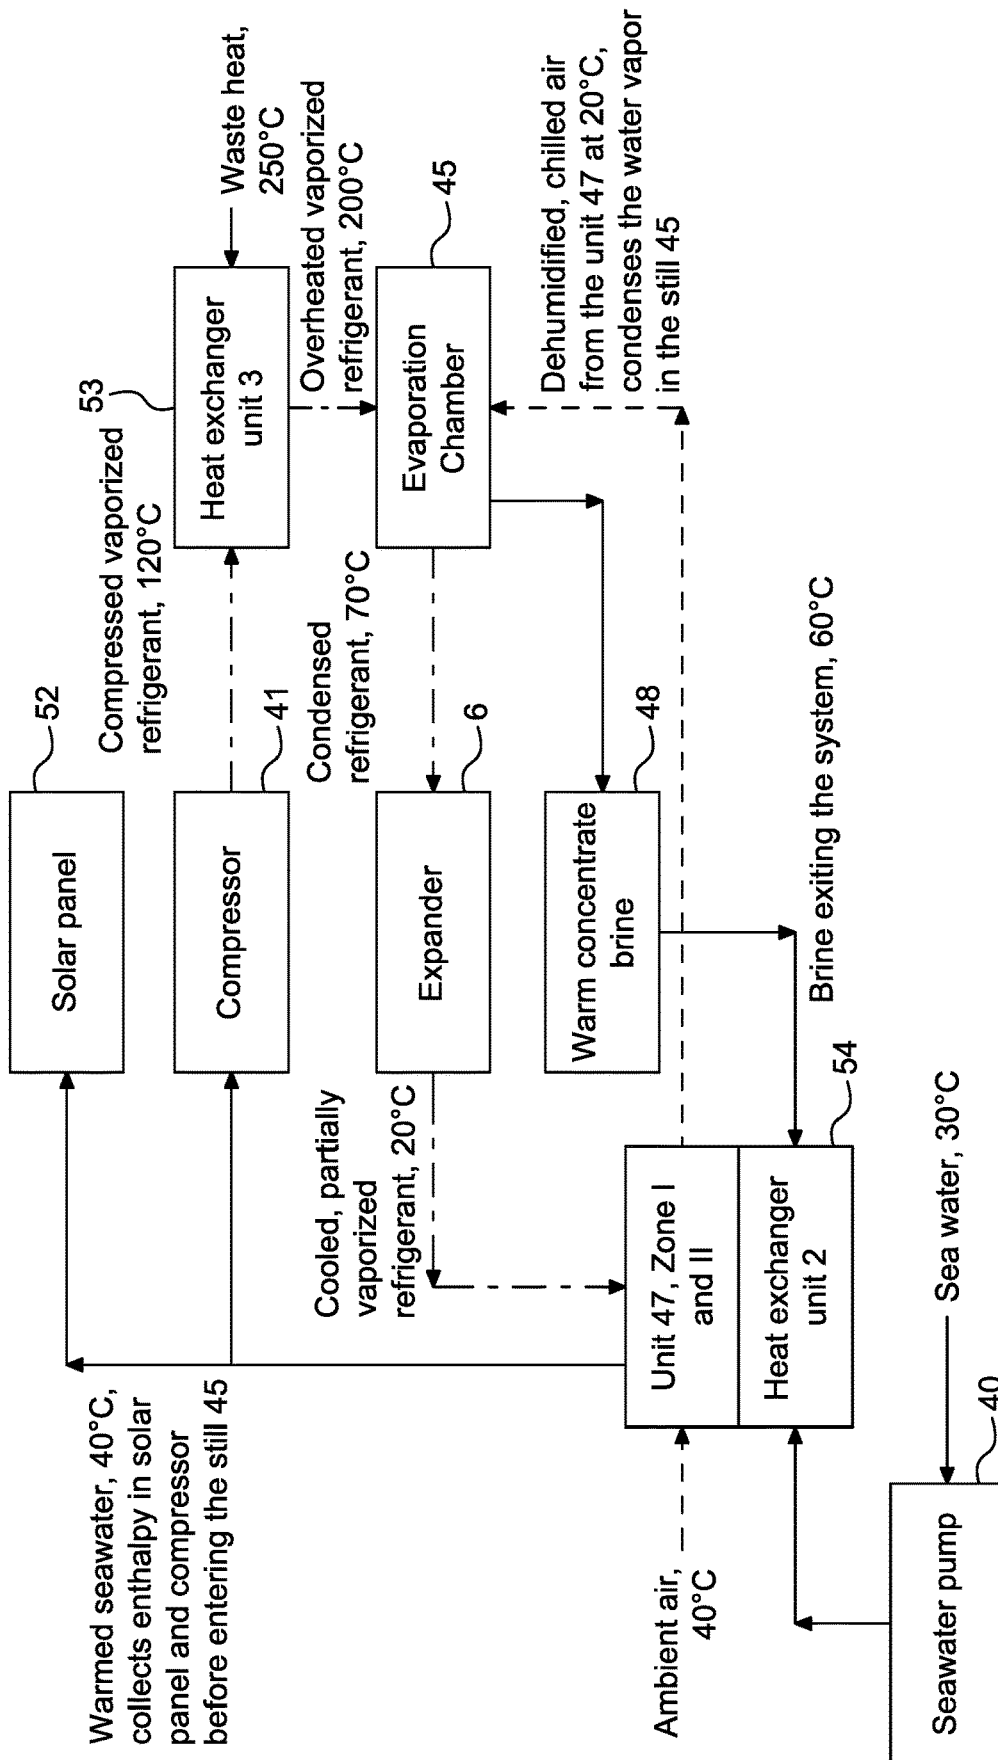 Warmed seawater, 40°C,
collects enthalpy in solar
panel and compressor
before entering the still 45
Solar panel
52
Compressor
41
Compressed vaporized
refrigerant, 120°C
53
Heat exchanger
unit 3
Waste heat,
250°C
Overheated vaporized
refrigerant, 200°C
Cooled, partially
vaporized
refrigerant, 20°C
Expander
6
Condensed
refrigerant, 70°C
Evaporation
Chamber
45
Warm concentrate
brine
48
Dehumidified, chilled air
from the unit 47 at 20°C,
condenses the water vapor
in the still 45
Ambient air,
40°C
Unit 47, Zone I
and II
Heat exchanger
unit 2
54
Brine exiting the system, 60°C
Seawater pump
40
Sea water, 30°C